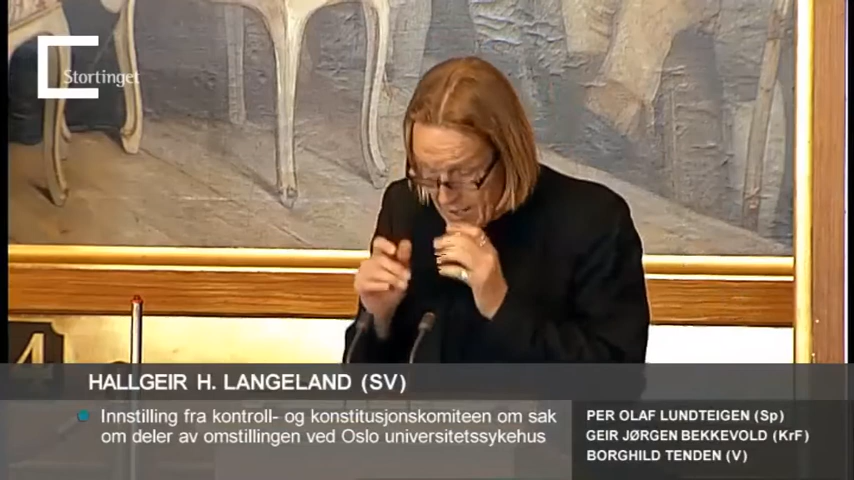 Stortinget
4
HALLGEIR H. LANGELAND (SV)
Innstilling fra kontroll- og konstitusjonskomiteen om sak
om deler av omstillingen ved Oslo universitetssykehus
PER OLAF LUNDTEIGEN (Sp)
GEIR JØRGEN BEKKEVOLD (KrF)
BORGHILD TENDEN (V)